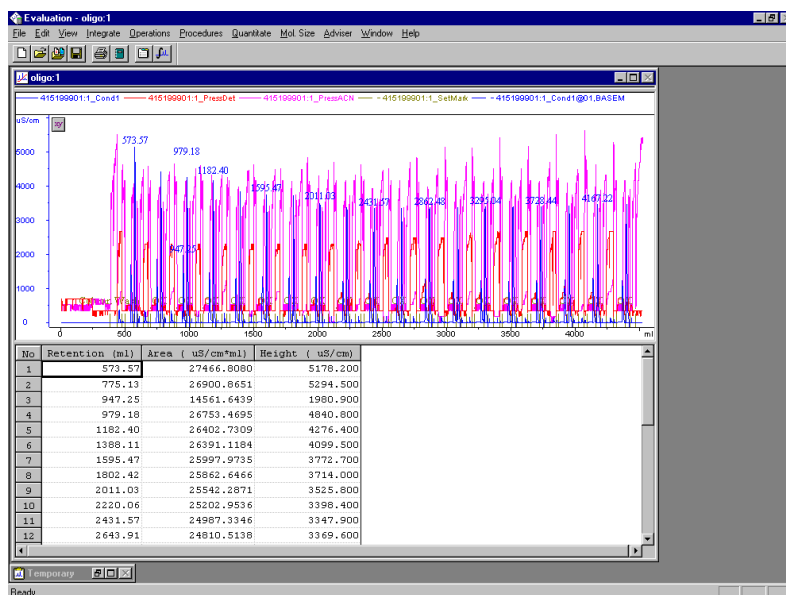 Evaluation - oligo:1
File Edit View Integrate Operations Procedures Quantitate Mol. Size Adviser Window Help
oligo:1
415199901:1_Cond1 415199901:1_PressDet 415199901:1_PressACN 415199901:1_SetMark 415199901:1_Cond1@01,BASEM
uS/cm
xy
573.57
5000
979.18
1182.40
4000
1595.47 2011.03 2431.57 2862.48 3295.04 3728.44 4167.22
3000
947.25
2000
1000
0
0 500 1000 1500 2000 2500 3000 3500 4000 ml
No Retention (ml) Area ( uS/cm*ml) Height ( uS/cm)
1 573.57 27466.8080 5178.200
2 775.13 26900.8651 5294.500
3 947.25 14561.6439 1980.900
4 979.18 26753.4695 4840.800
5 1182.40 26402.7309 4276.400
6 1388.11 26391.1184 4099.500
7 1595.47 25997.9735 3772.700
8 1802.42 25862.6466 3714.000
9 2011.03 25542.2871 3525.800
10 2220.06 25202.9536 3398.400
11 2431.57 24987.3346 3347.900
12 2643.91 24810.5138 3369.600
Temporary
Ready